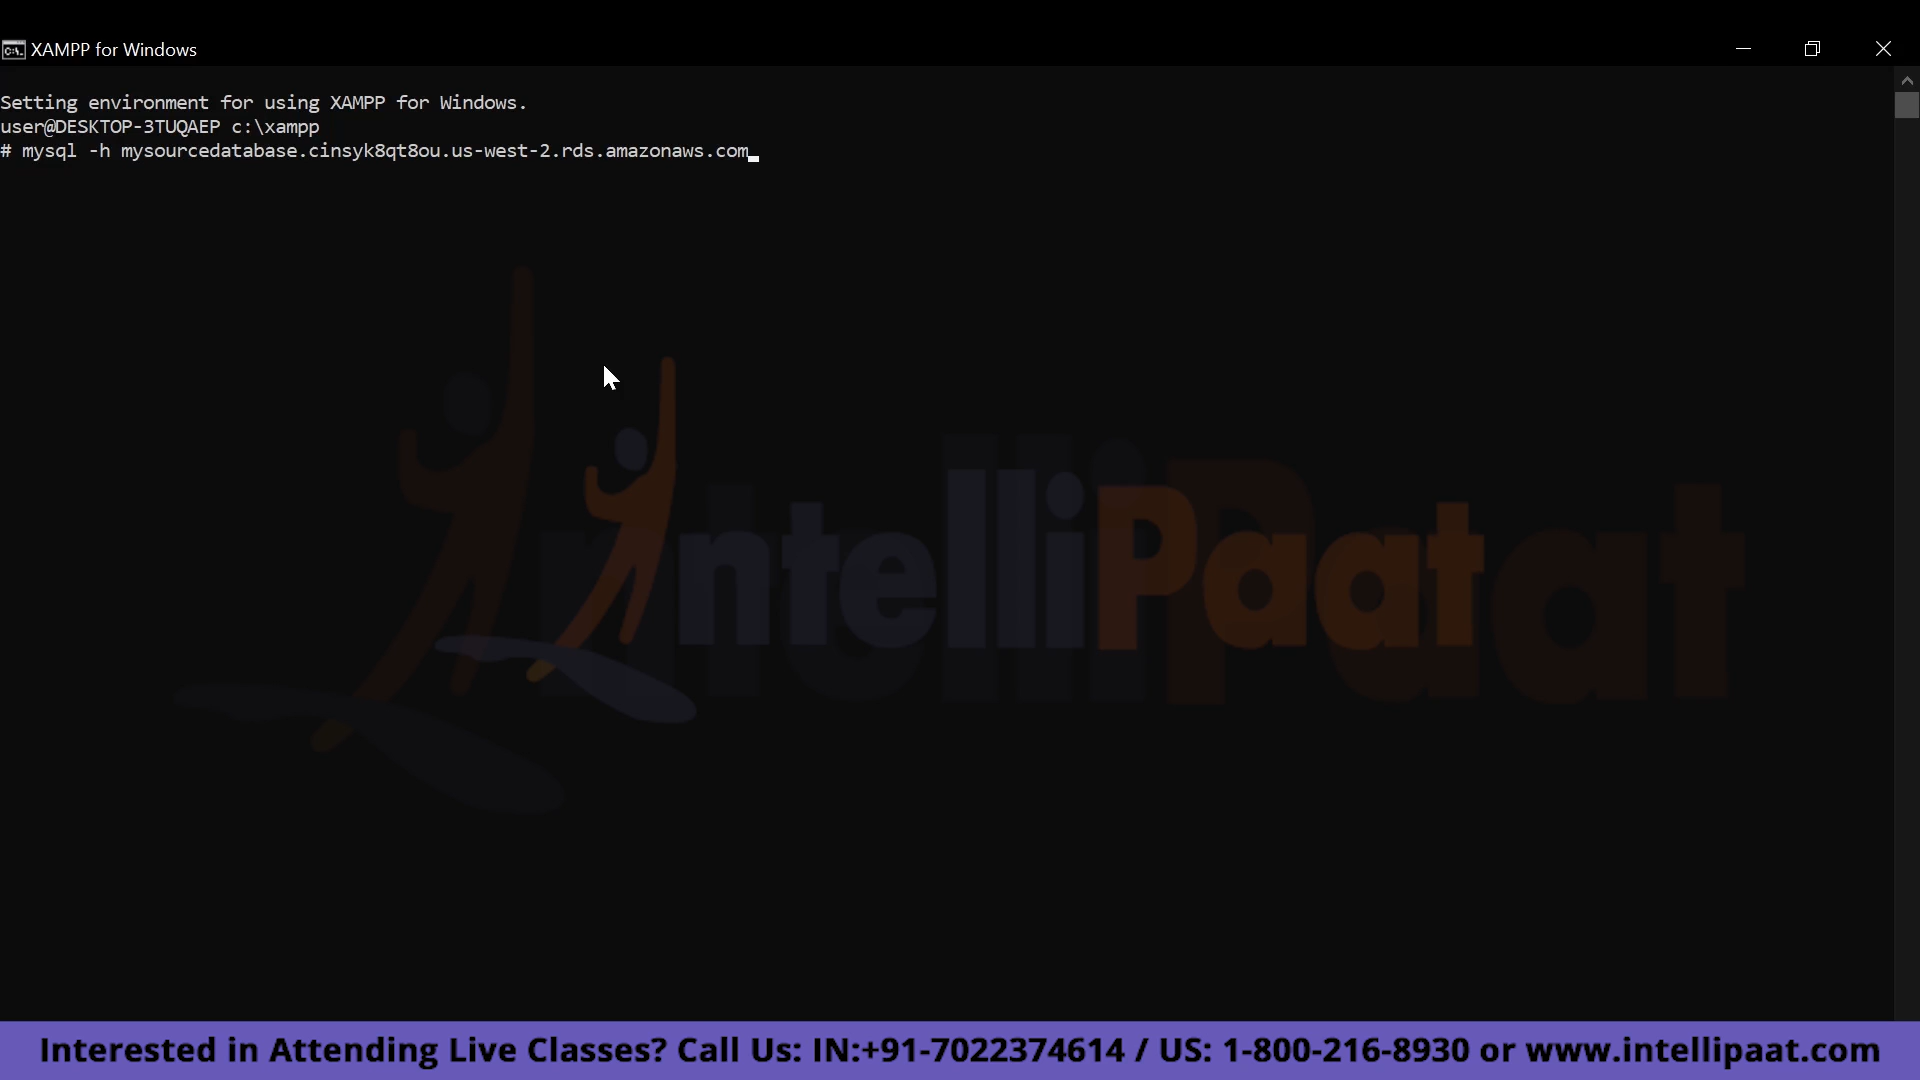 XAMPP for Windows
Setting environment for using XAMPP for Windows.
user@DESKTOP-3TUQAEP c:\xampp
# mysql -h mysourcedatabase.cinsyk8qt8ou.us-west-2.rds.amazonaws.com
IntelliPaat
Interested in Attending Live Classes? Call Us: IN:+91-7022374614 / US: 1-800-216-8930 or www.intellipaat.com